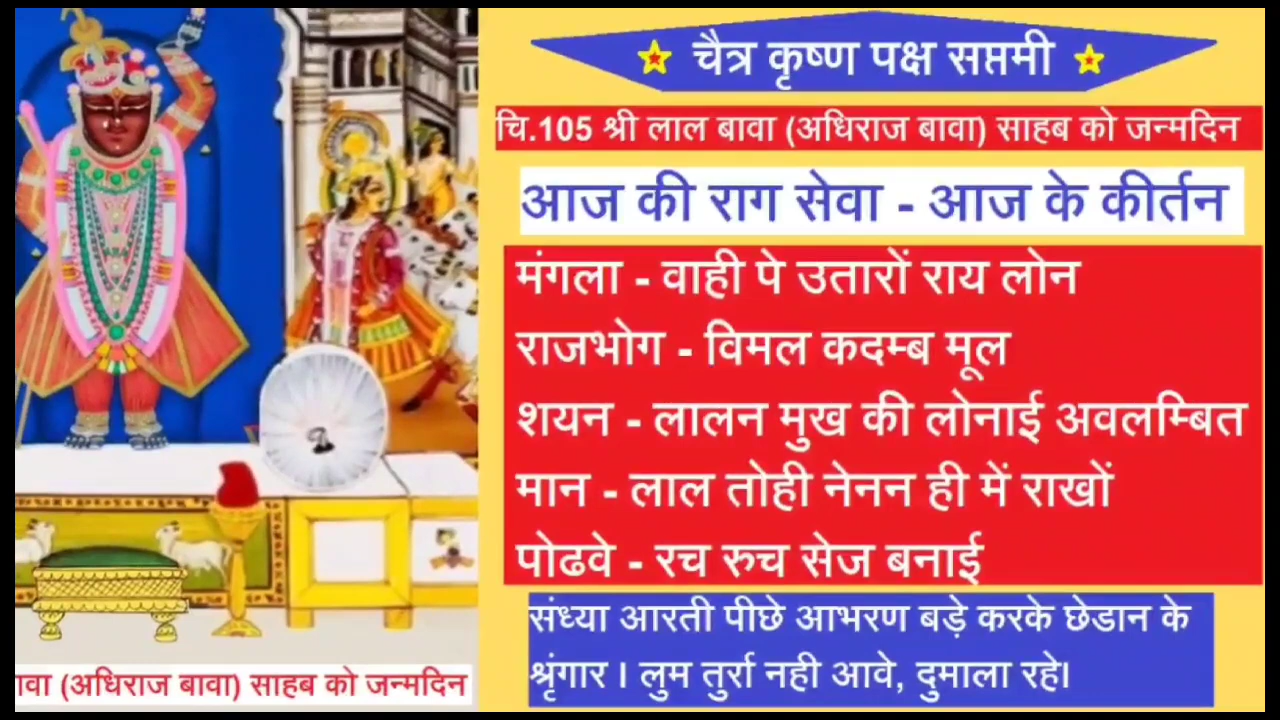 चैत्र कृष्ण पक्ष सप्तमी
चि.105 श्री लाल बावा (अधिराज बावा) साहब को जन्मदिन
आज की राग सेवा - आज के कीर्तन
मंगला - वाही पे उतारों राय लोन
राजभोग - विमल कदम्ब मूल
शयन - लालन मुख की लोनाई अवलम्बित
मान - लाल तोही नेनन ही में राखों
पोढवे - रच रुच सेज बनाई
संध्या आरती पीछे आभरण बड़े करके छेडान के
श्रृंगार । लुम तुर्रा नही आवे, दुमाला रहे।
(अधिराज बावा) साहब को जन्मदिन